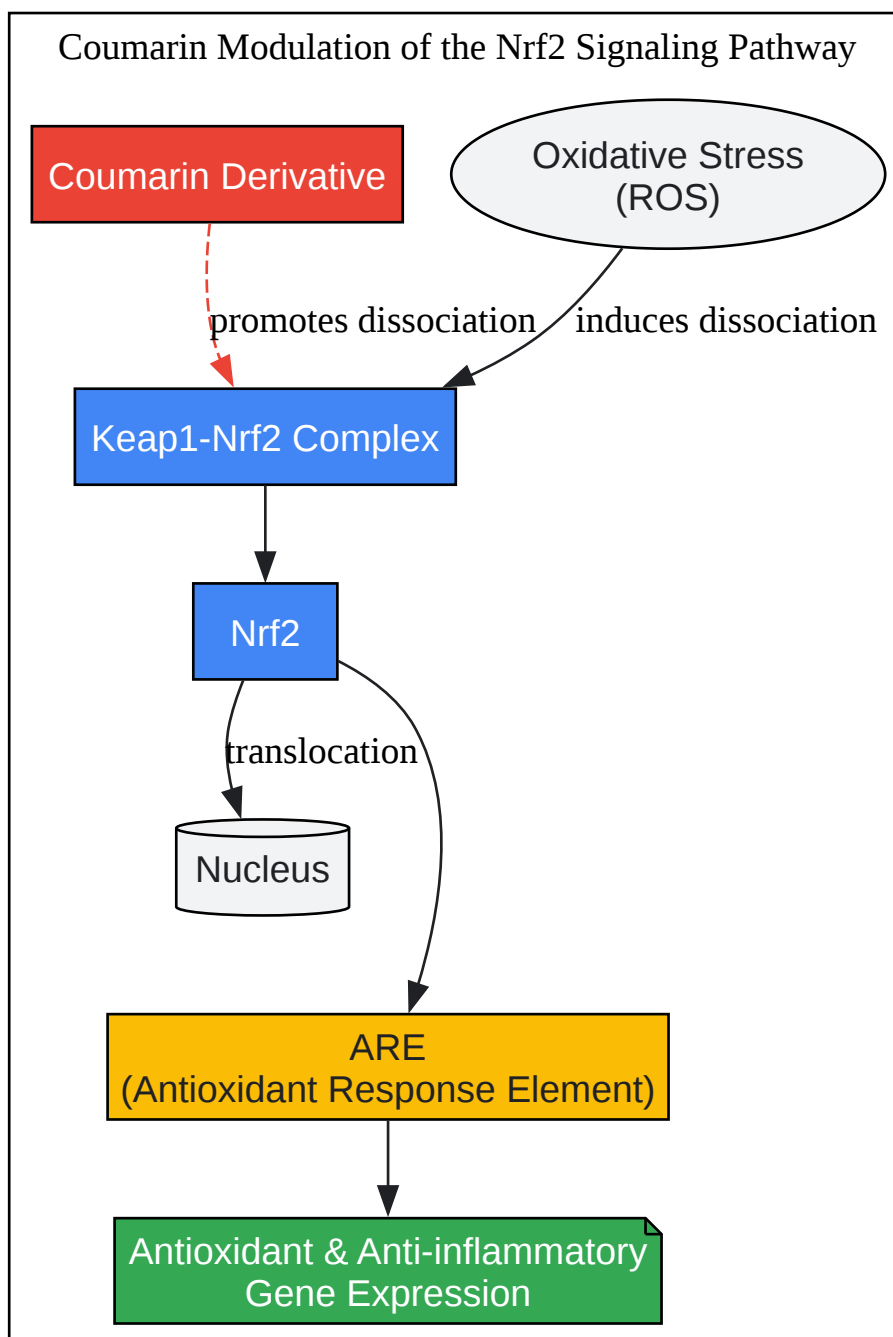 Coumarin Modulation of the Nrf2 Signaling Pathway
Coumarin Derivative
Oxidative Stress
(ROS)
promotes dissociation
induces dissociation
Keap1-Nrf2 Complex
Nrf2
translocation
Nucleus
ARE
(Antioxidant Response Element)
Antioxidant & Anti-inflammatory
Gene Expression